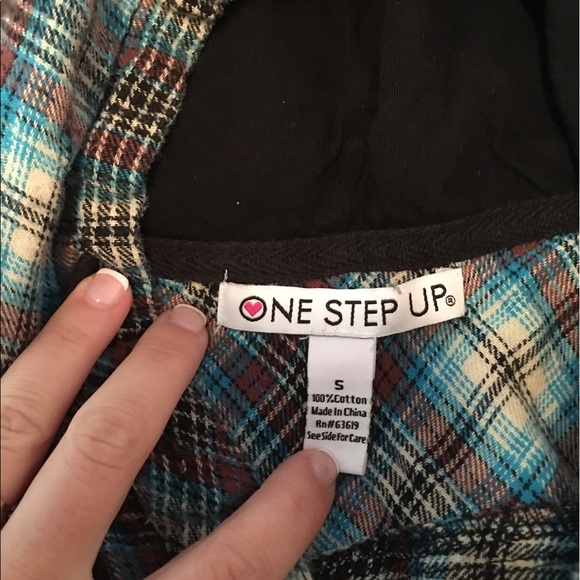 ONE STEP UP®
S
100%Cotton
Made In China
Rn#63619
See Side For Care